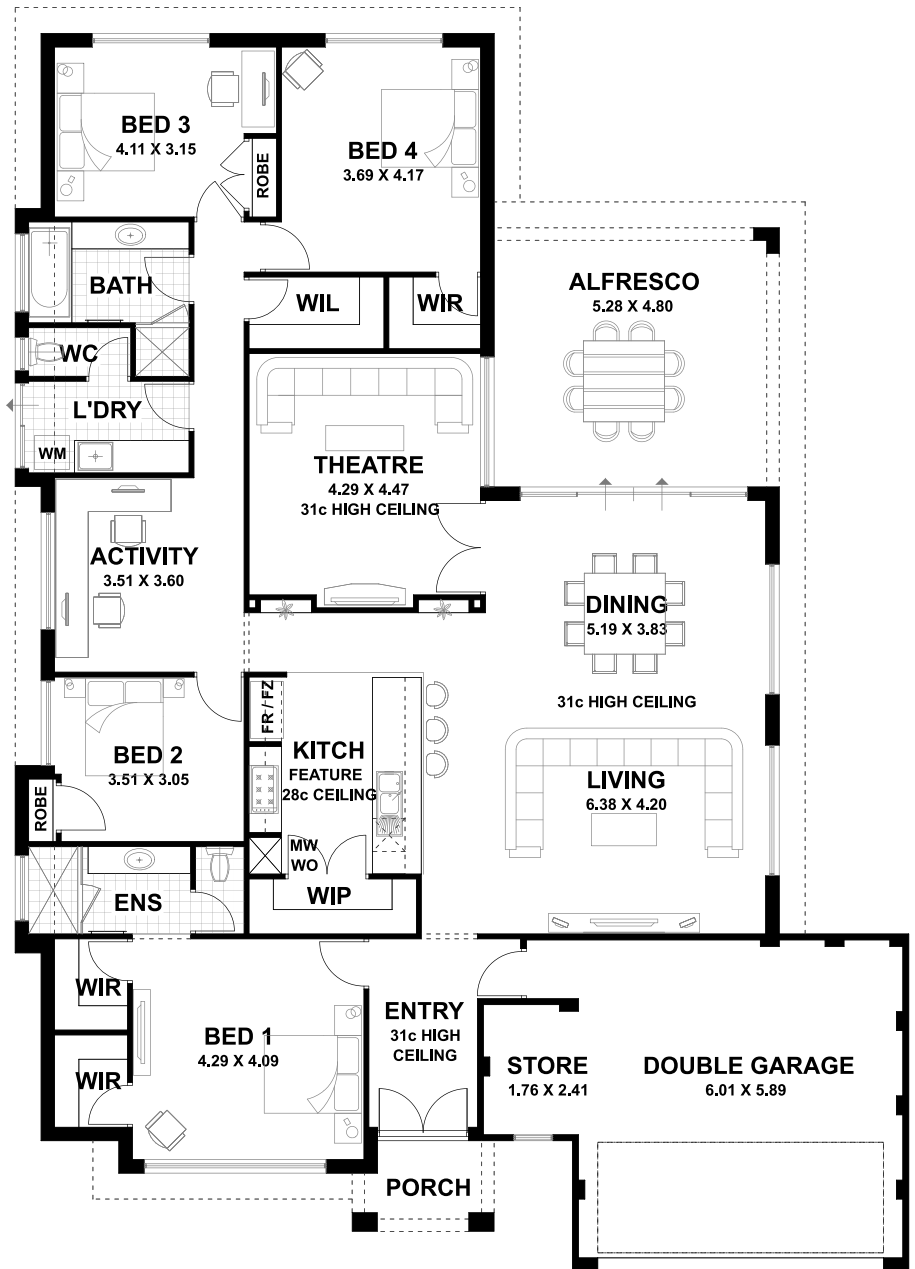 BED 3
4.11 X 3.15
BED 4
3.69 X 4.17
ROBE
BATH
WIL
WIR
ALFRESCO
5.28 X 4.80
WC
L'DRY
WM
THEATRE
4.29 X 4.47
31c HIGH CEILING
ACTIVITY
3.51 X 3.60
DINING
5.19 X 3.83
31c HIGH CEILING
FR / FZ
KITCH
FEATURE
28c CEILING
BED 2
3.51 X 3.05
ROBE
LIVING
6.38 X 4.20
MW
WO
WIP
ENS
WIR
BED 1
4.29 X 4.09
WIR
ENTRY
31c HIGH
CEILING
STORE
1.76 X 2.41
DOUBLE GARAGE
6.01 X 5.89
PORCH